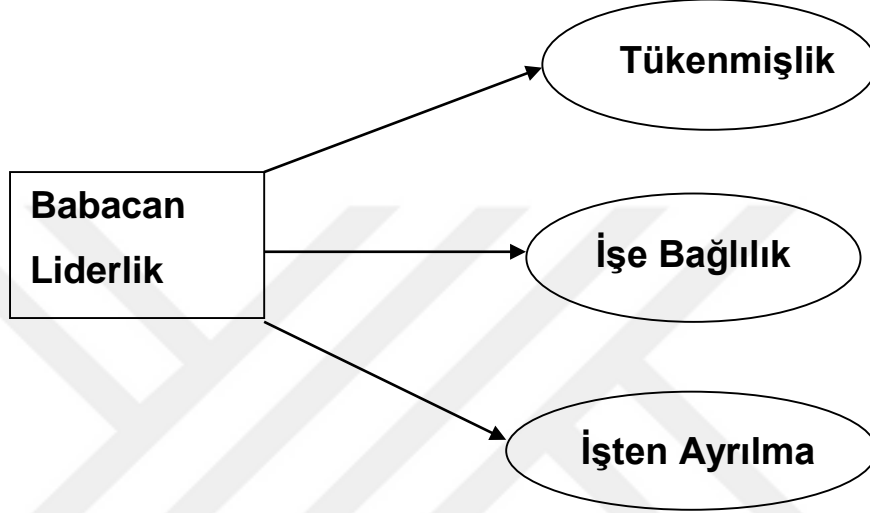 Tükenmişlik
Babacan
Liderlik
İşe Bağlılık
İşten Ayrılma